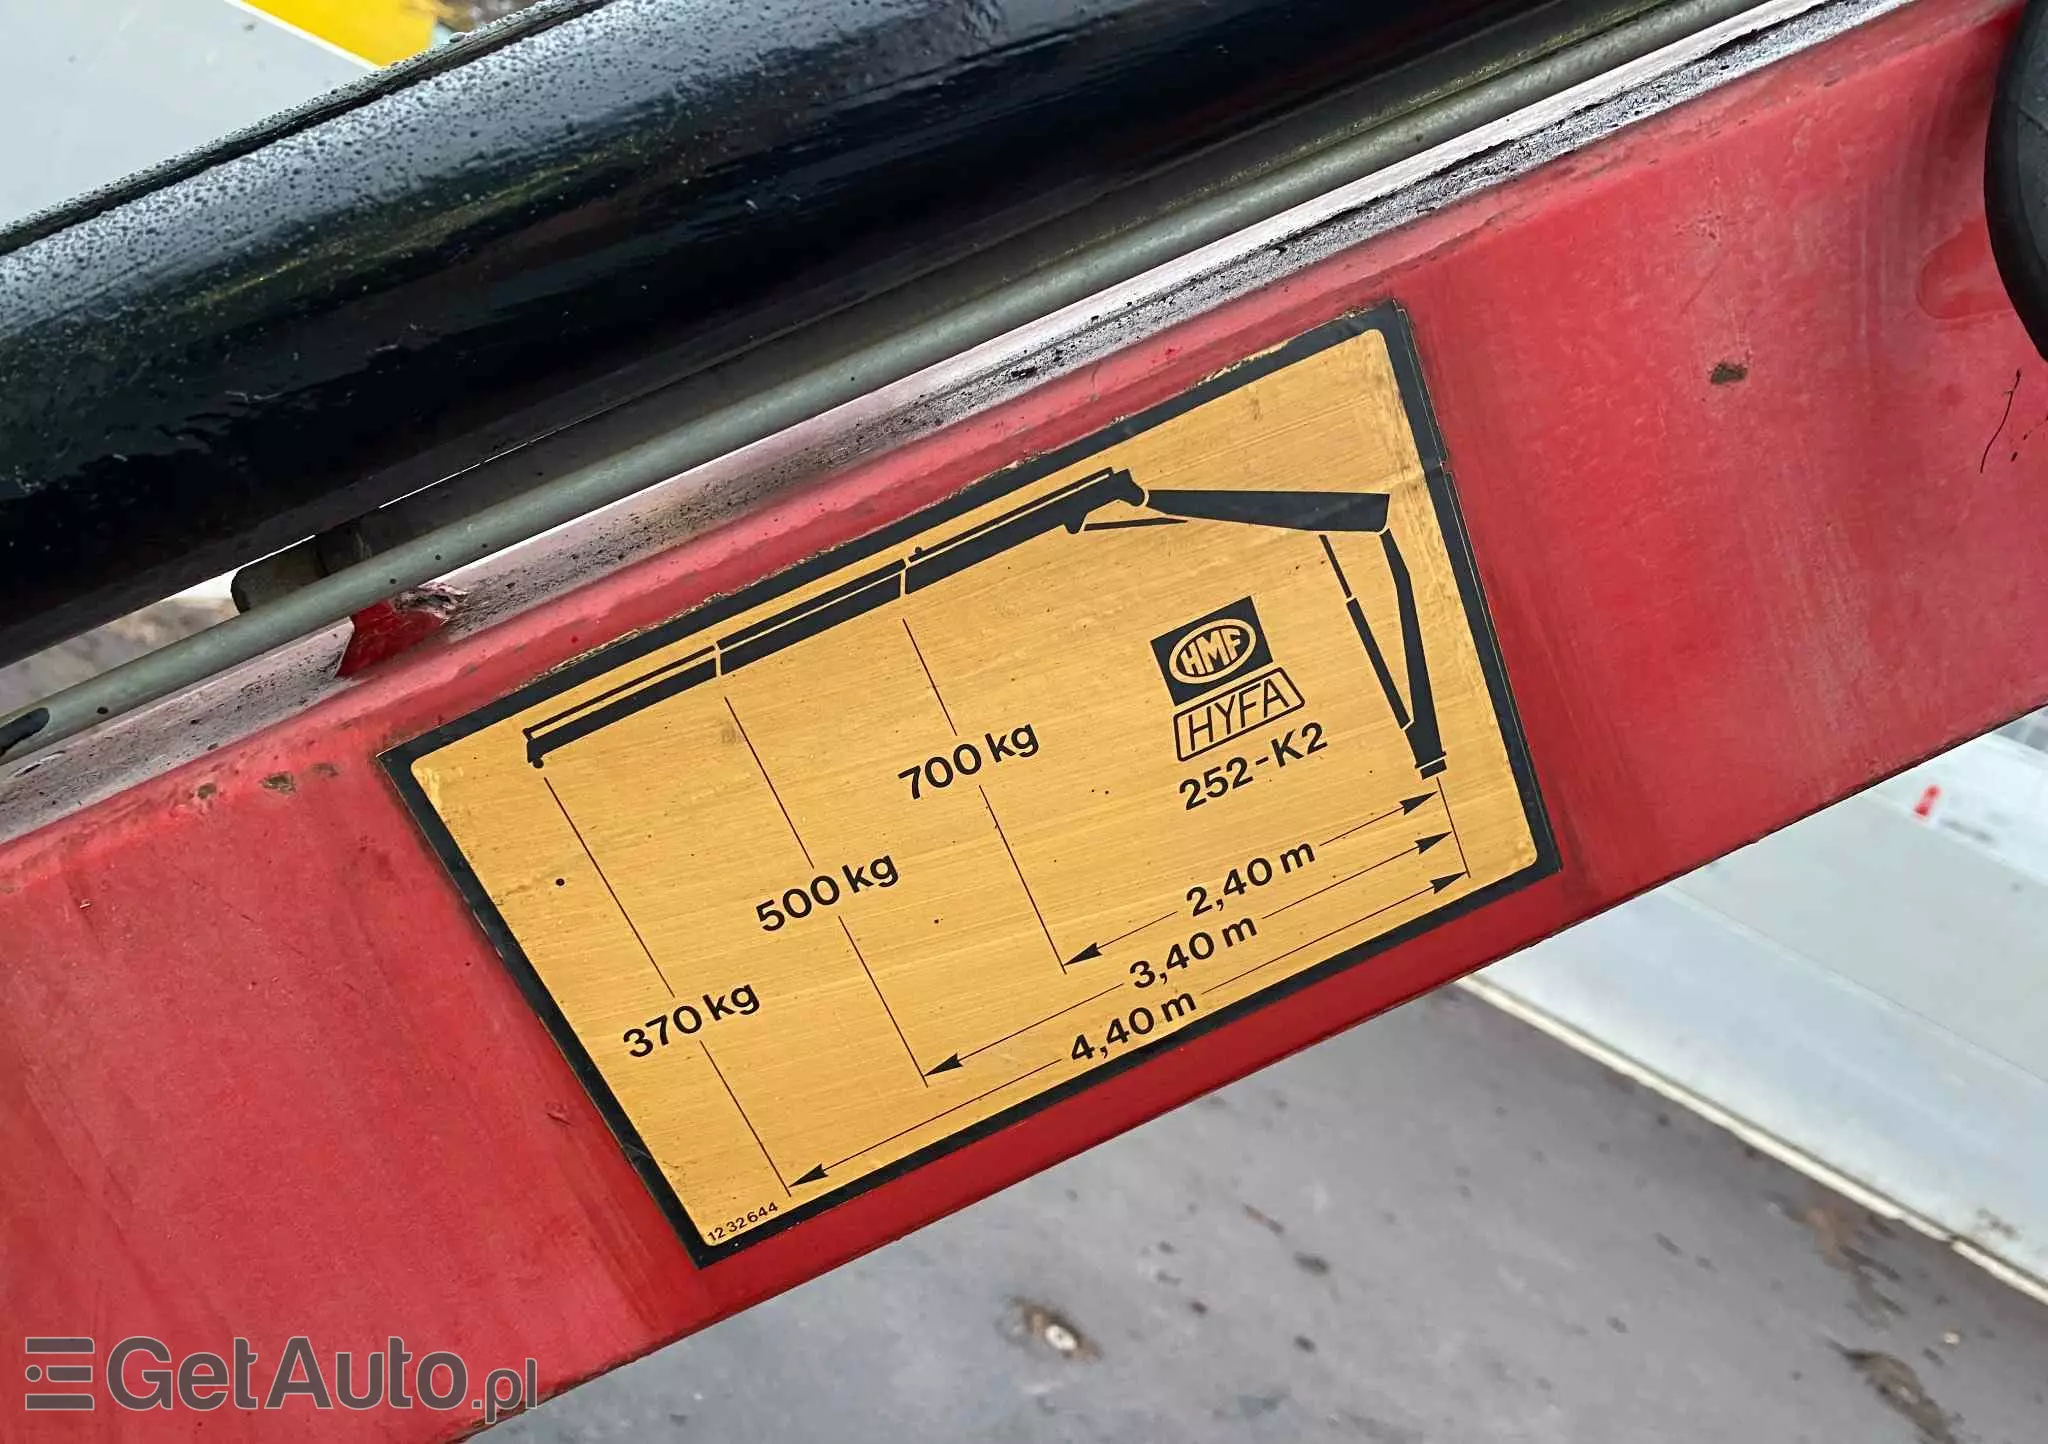 HMF
HYFA
252-K2
700 kg
500 kg
370 kg
2,40 m
3,40 m
4,40 m
1232644
GetAuto.pl